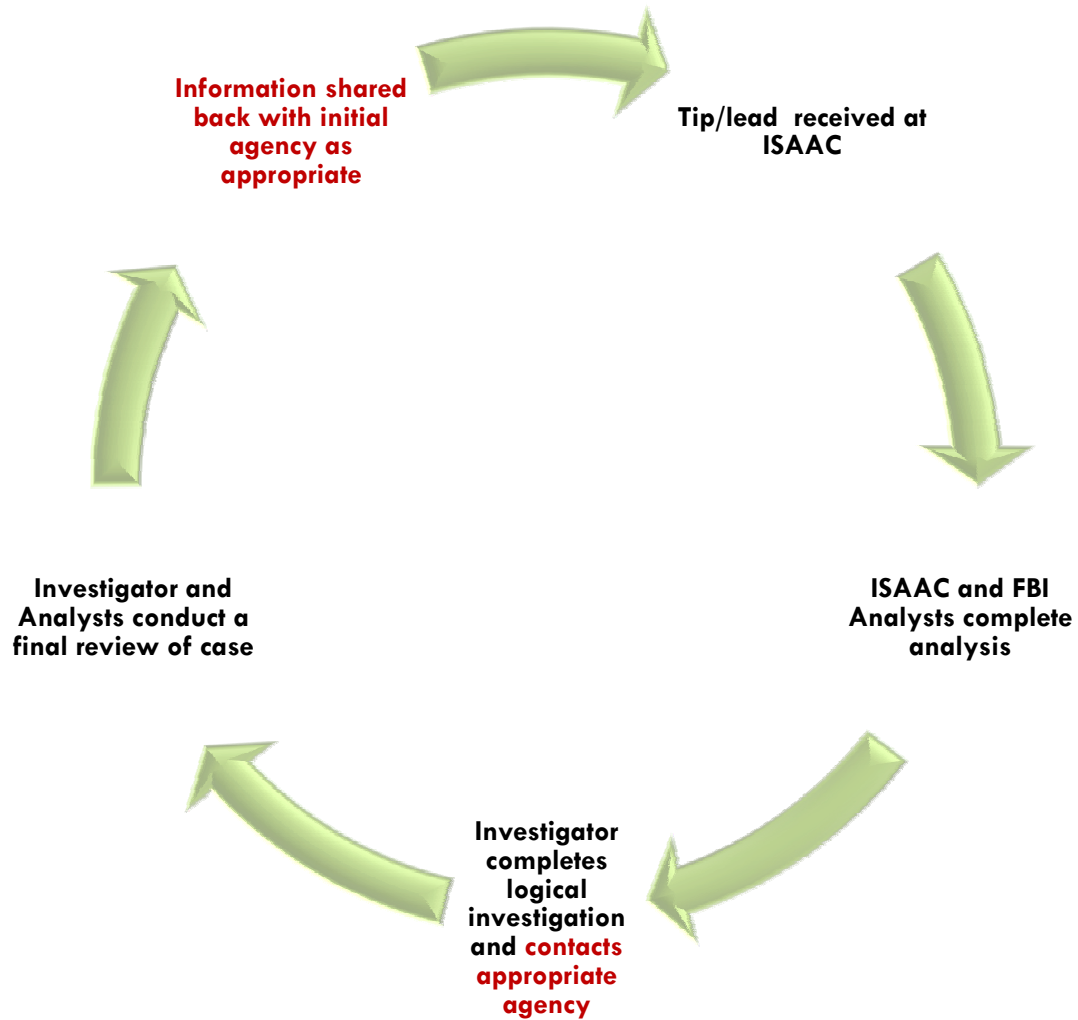 Information shared
back with initial
agency as
appropriate
Tip/lead received at
ISAAC
ISAAC and FBI
Analysts complete
analysis
Investigator
completes
logical
investigation
and contacts
appropriate
agency
Investigator and
Analysts conduct a
final review of case